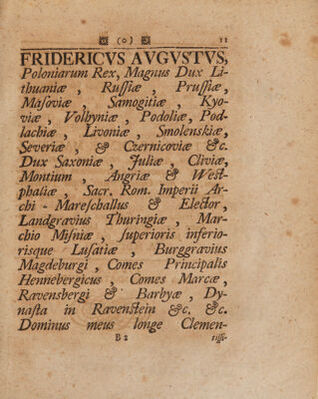 (o) 11
FRIDERICVS AVGVSTVS,
Poloniarum Rex, Magnus Dux Li-
thuaniæ , Ruſſiæ , Pruſſiæ,
Maſoviæ , Samogitiæ , Kyo-
viæ , Volhyniæ , Podoliæ, Pod-
lachiæ , Livoniæ , Smolenskiæ,
Severiæ , & Czernicoviæ &c.
Dux Saxoniæ , Juliæ , Cliviæ,
Montium , Angriæ & Weſt-
phaliæ , Sacr. Rom. Imperii Ar-
chi - Mareſchallus & Elector,
Landgravius Thuringiæ , Mar-
chio Miſniæ , ſuperioris inferio-
risque Luſatiæ , Burggravius
Magdeburgi , Comes Principalis
Hennebergicus , Comes Marcæ ,
Ravensbergi & Barbyæ , Dy-
naſta in Ravenſtein &c. &c.
Dominus meus longe Clemen-
B 2 tiſſi-